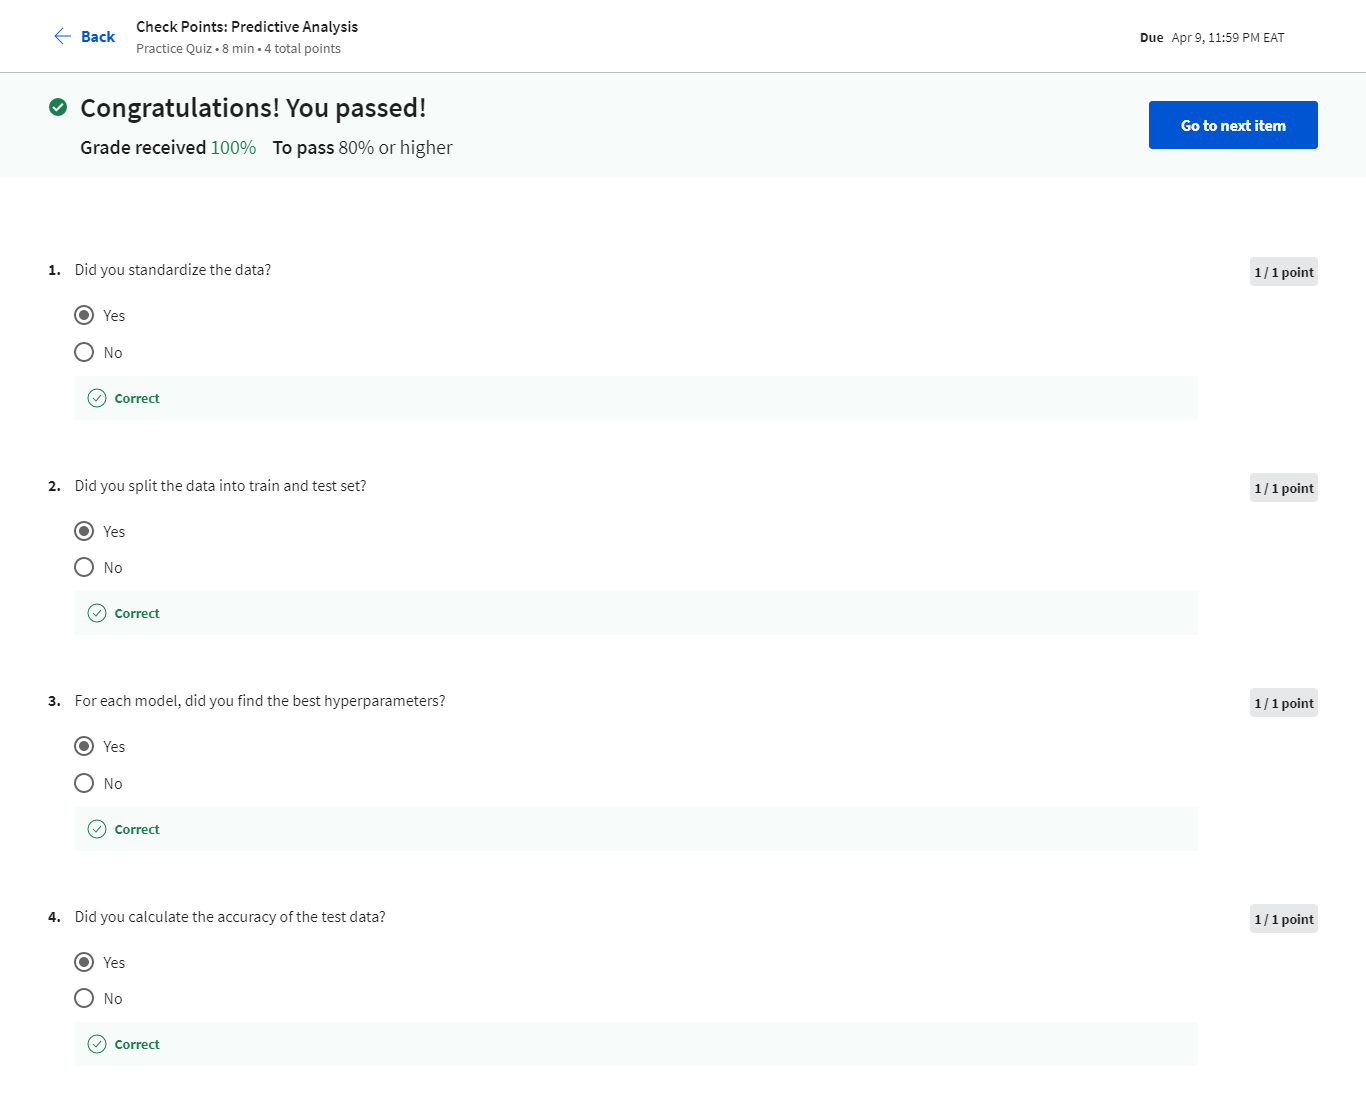 Back
Check Points: Predictive Analysis
Practice Quiz • 8 min • 4 total points
Due Apr 9, 11:59 PM EAT
Congratulations! You passed!
Grade received 100% To pass 80% or higher
Go to next item
1. Did you standardize the data?
1 / 1 point
Yes
No
Correct
2. Did you split the data into train and test set?
1 / 1 point
Yes
No
Correct
3. For each model, did you find the best hyperparameters?
1 / 1 point
Yes
No
Correct
4. Did you calculate the accuracy of the test data?
1 / 1 point
Yes
No
Correct